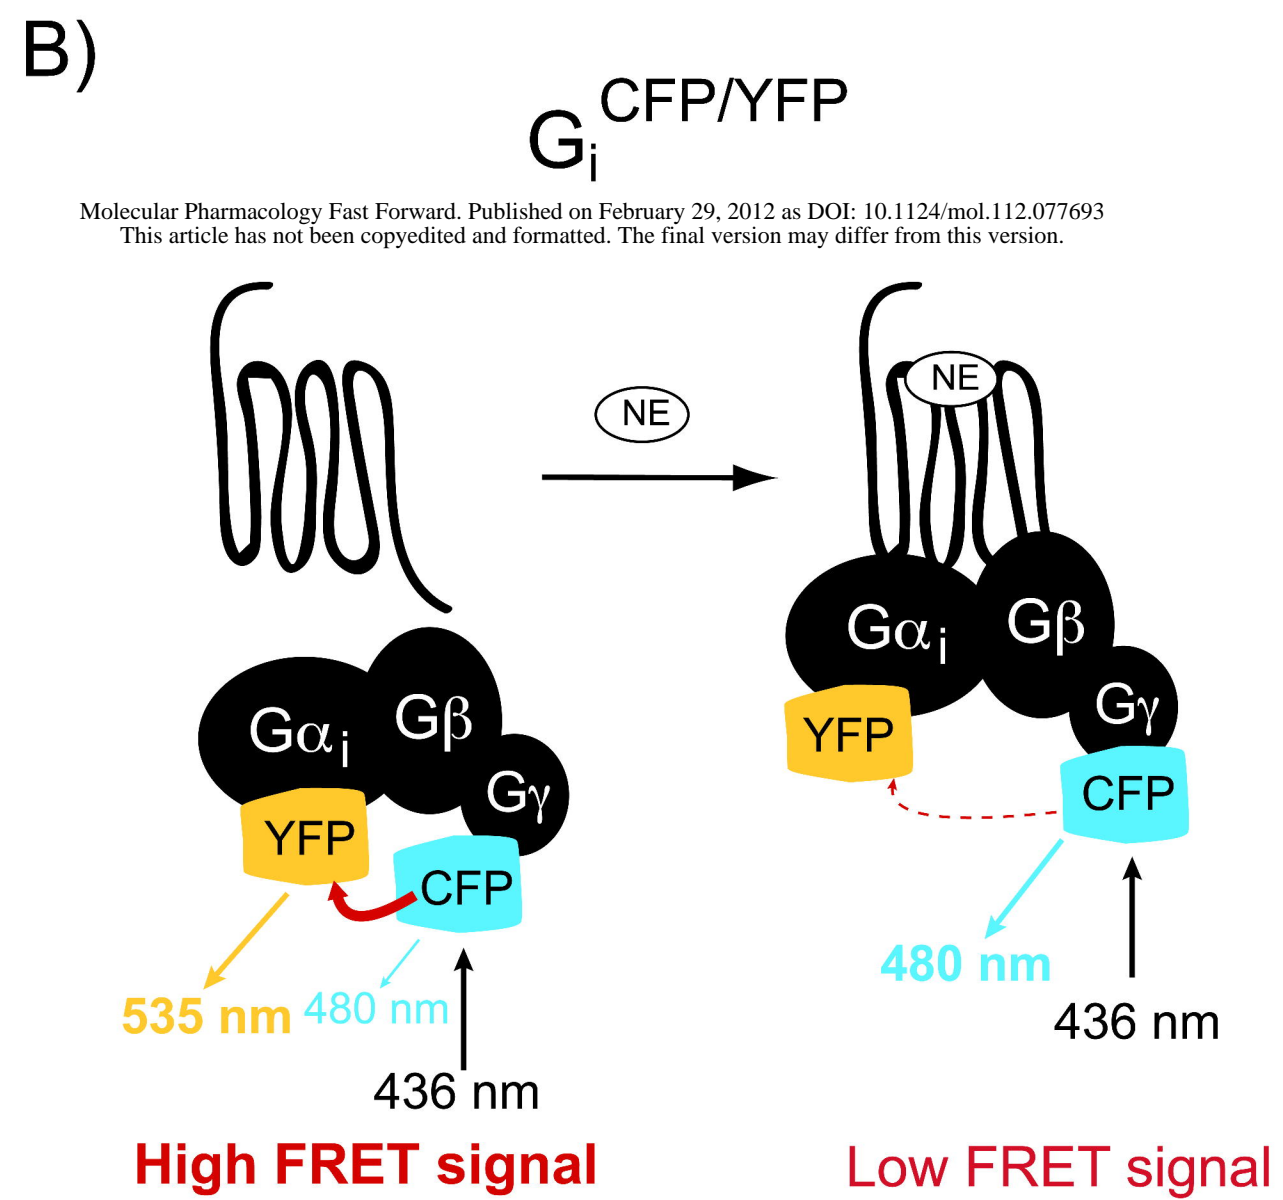 B)
GiCFP/YFP
Molecular Pharmacology Fast Forward. Published on February 29, 2012 as DOI: 10.1124/mol.112.077693
This article has not been copyedited and formatted. The final version may differ from this version.
NE
NE
Gαi
Gβ
Gγ
YFP
CFP
535 nm
480 nm
436 nm
High FRET signal
Gαi
Gβ
Gγ
YFP
CFP
480 nm
436 nm
Low FRET signal